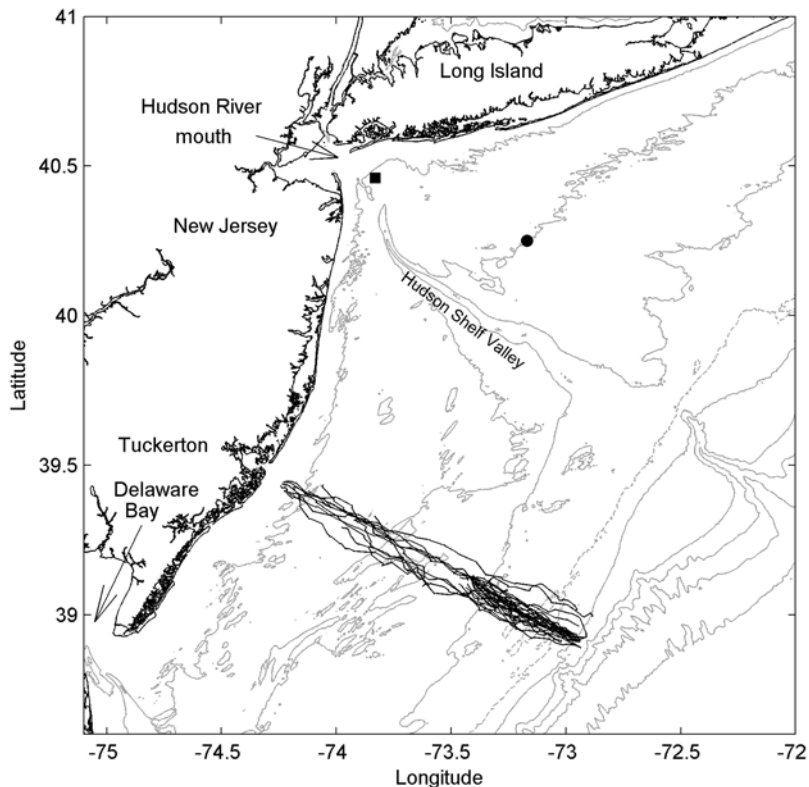 41
Long Island
Hudson River
mouth
40.5
New Jersey
Hudson Shelf Valley
40
Latitude
Tuckerton
39.5
Delaware
Bay
39
-75
-74.5
-74
-73.5
-73
-72.5
-72
Longitude